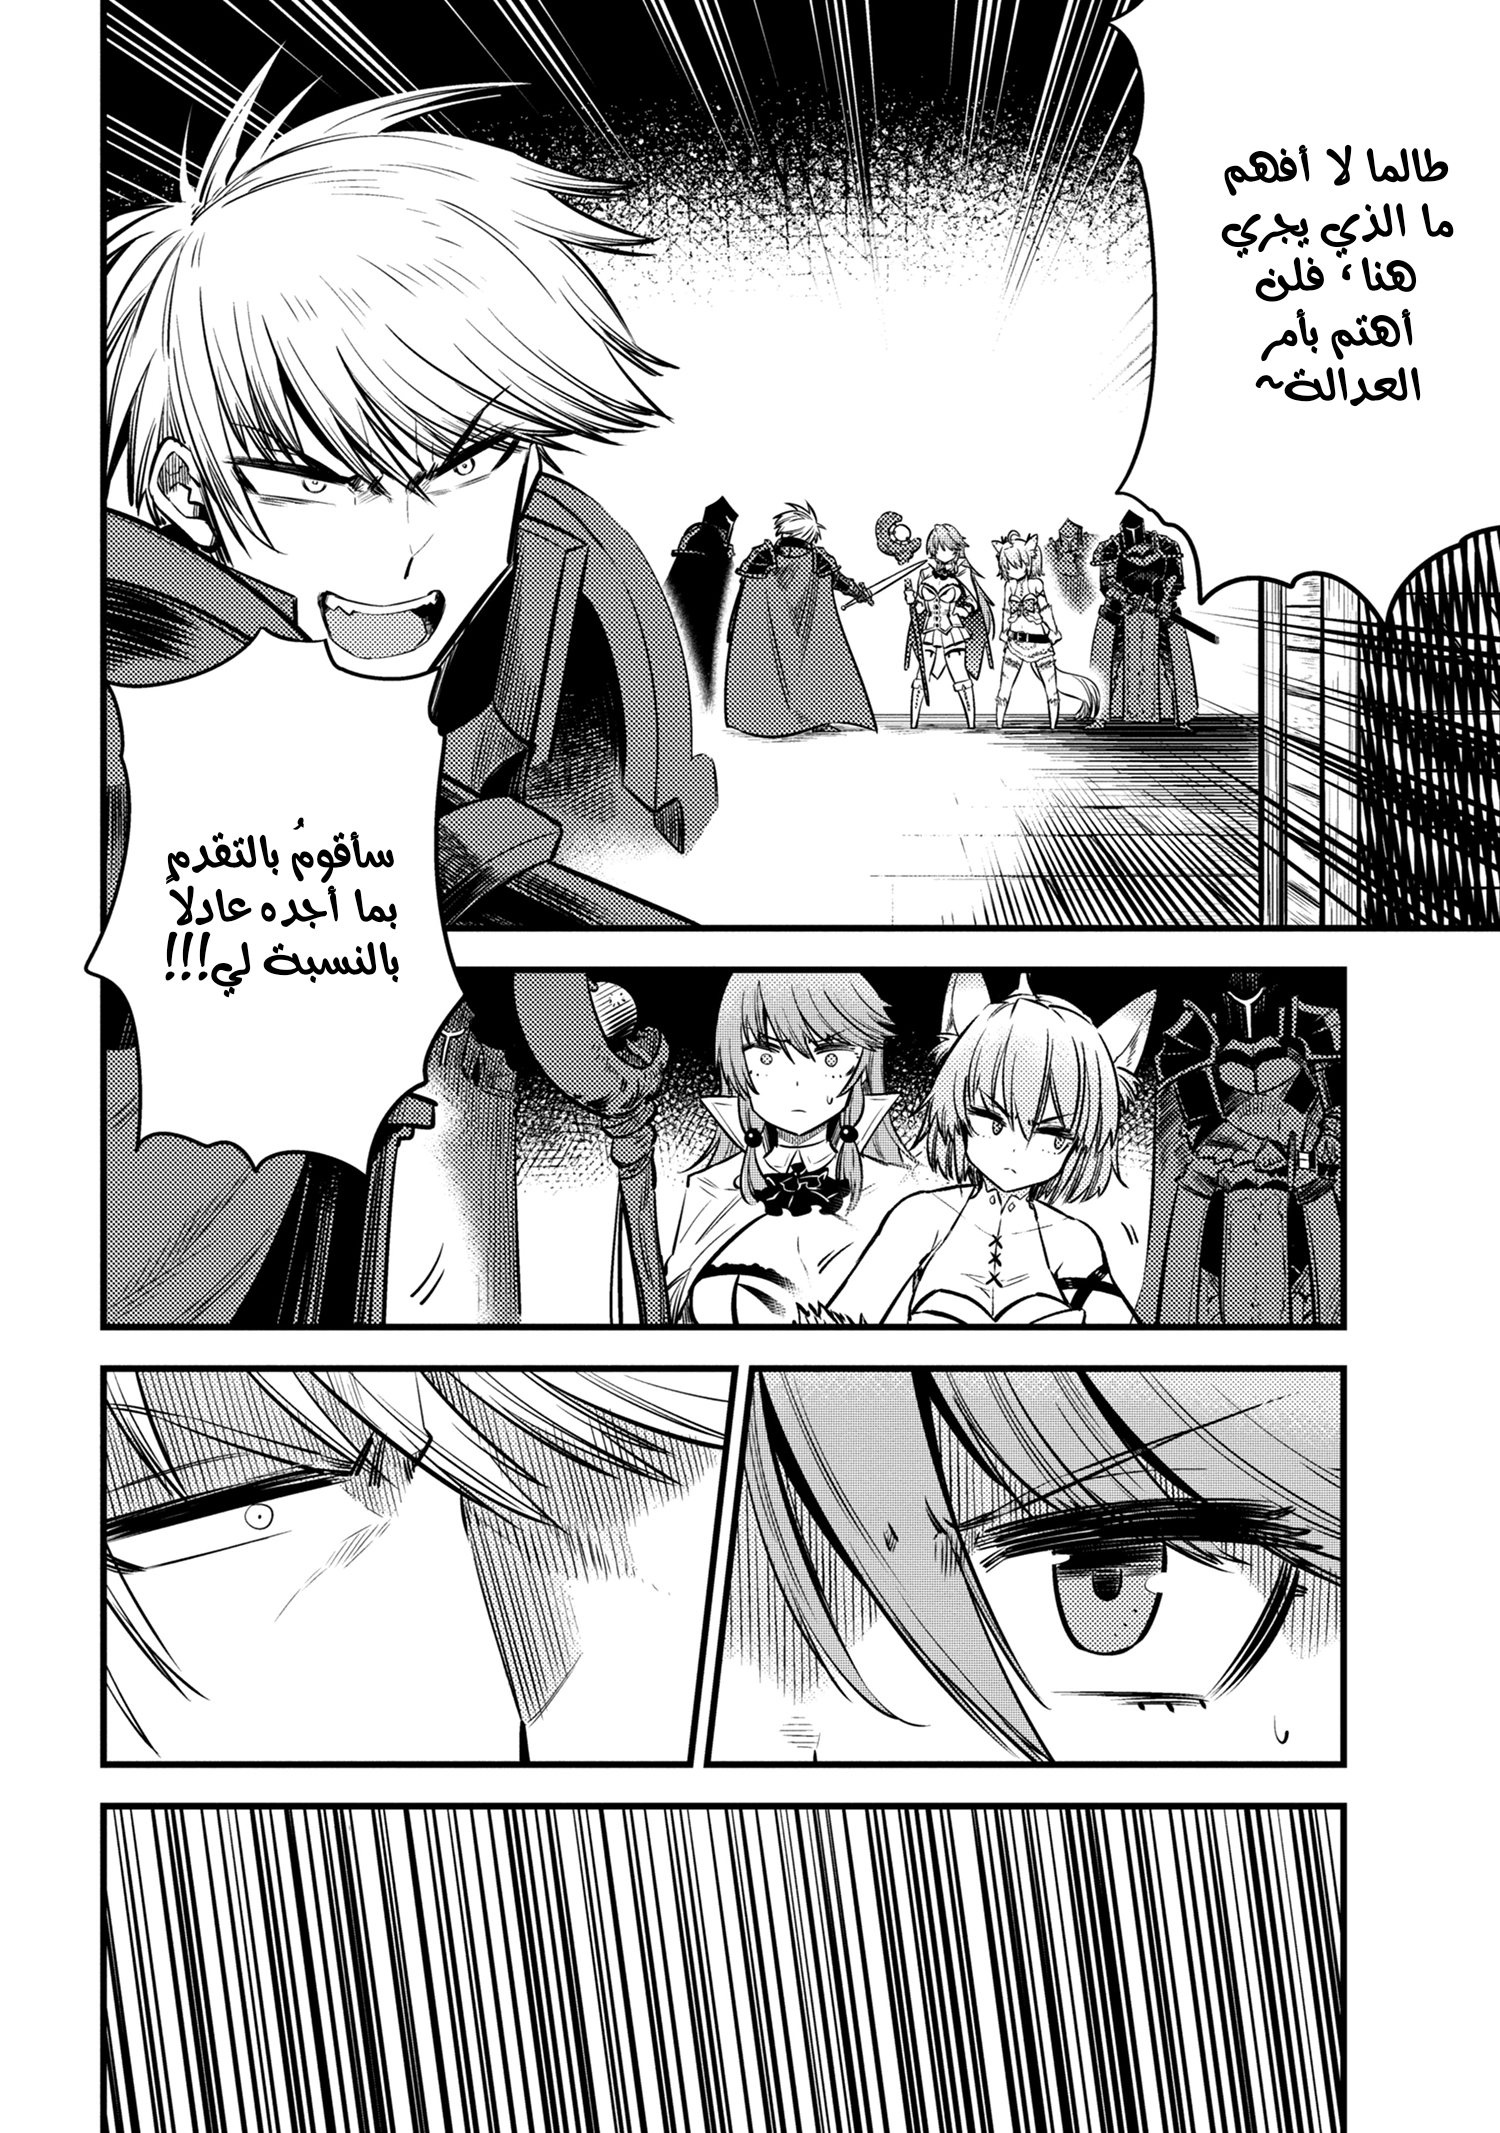 طالما لا أفهم
ما الذي يجري
هنا، فلن
أهتم بأمر
العدالة~
سأقومُ بالتقدم
بما أجده عادلاً
بالنسبة لي!!!